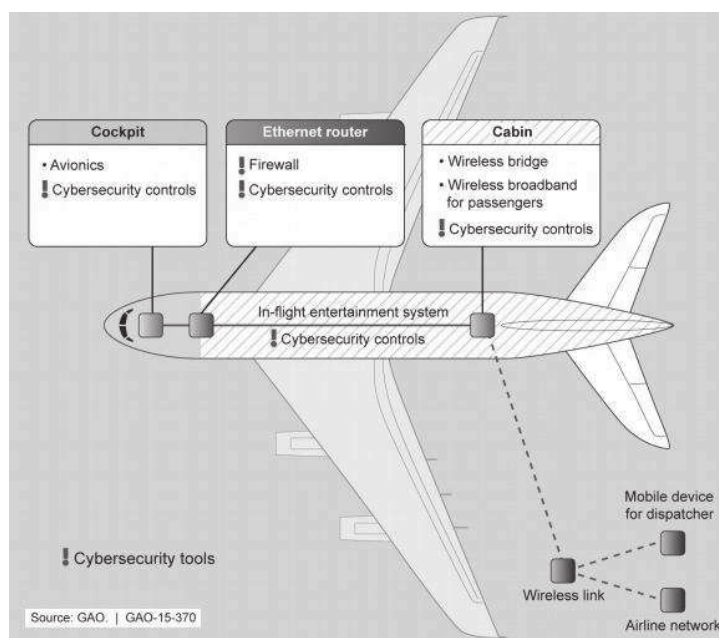 Cockpit
• Avionics
! Cybersecurity controls
Ethernet router
! Firewall
! Cybersecurity controls
Cabin
• Wireless bridge
• Wireless broadband
for passengers
! Cybersecurity controls
In-flight entertainment system
! Cybersecurity controls
Mobile device
for dispatcher
! Cybersecurity tools
Wireless link
Airline network
Source: GAO. | GAO-15-370